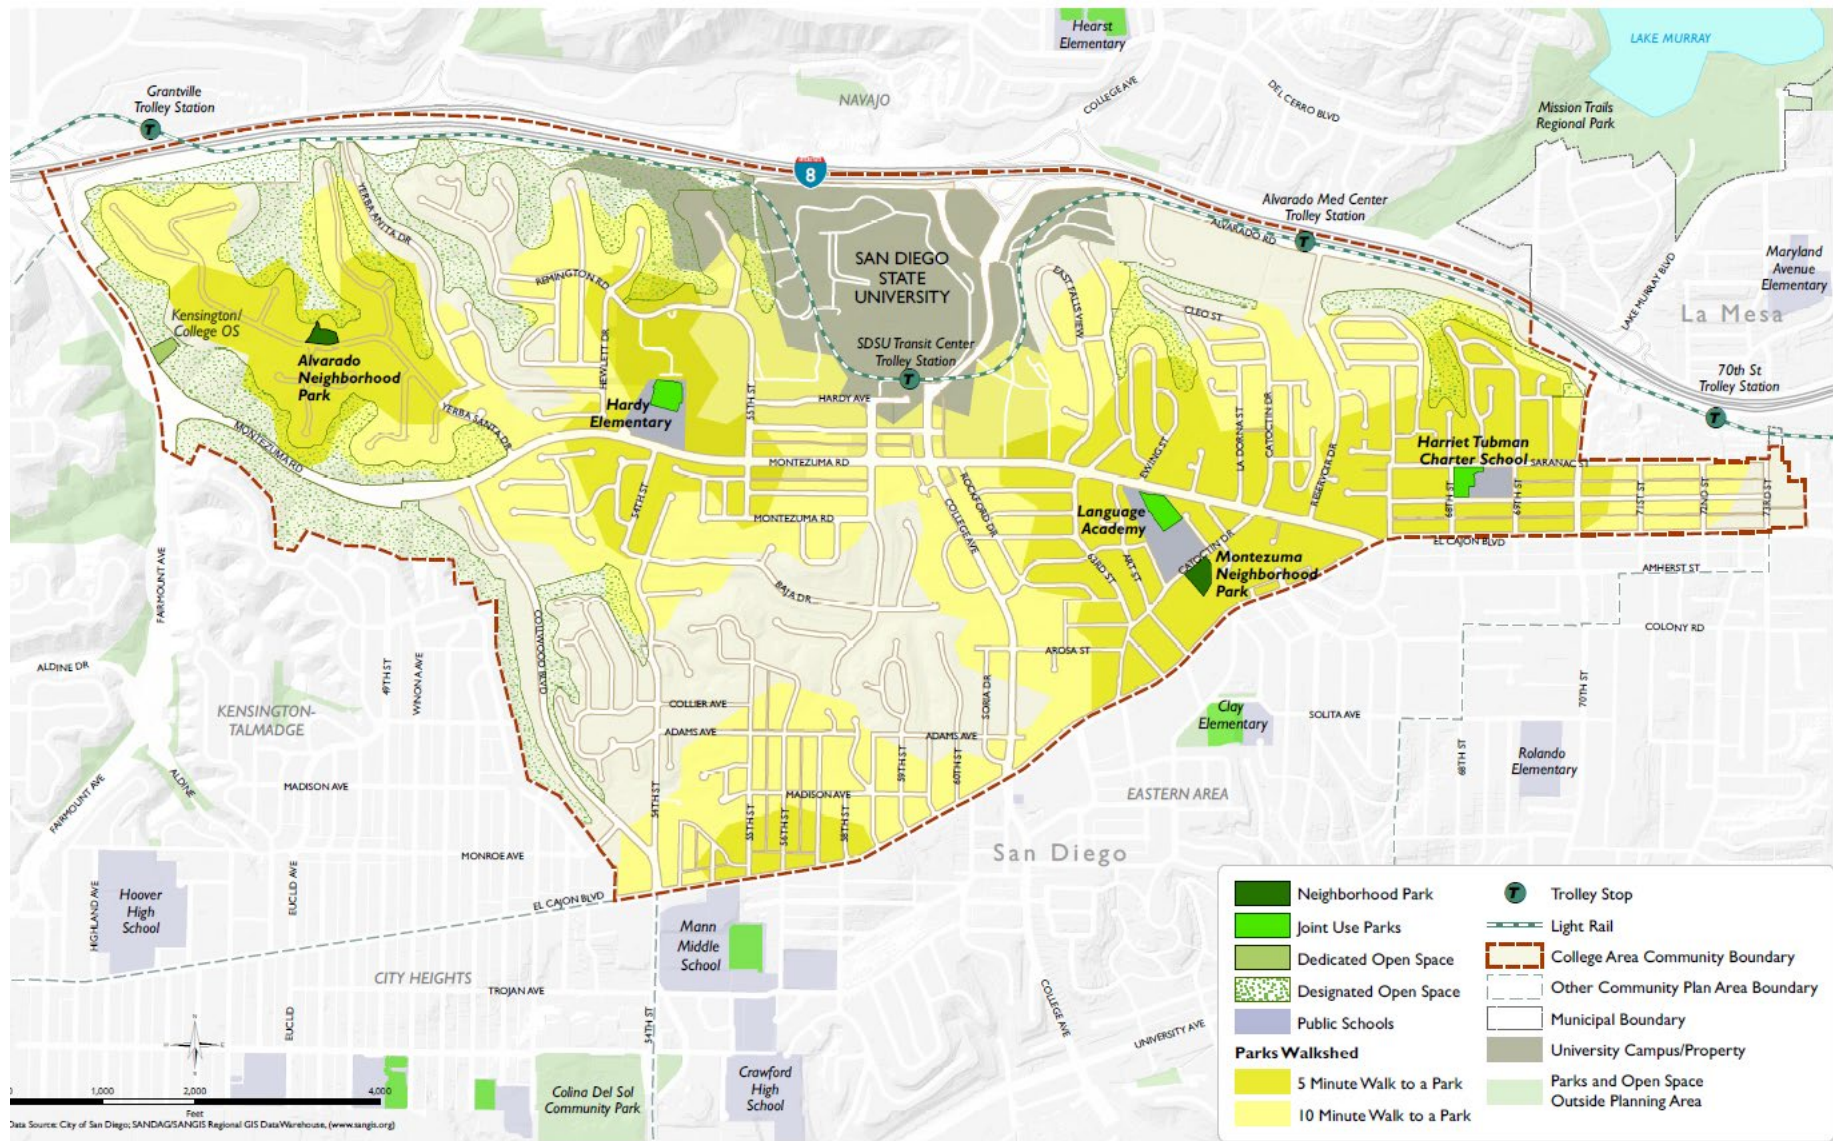 Hearst
Elementary
LAKE MURRAY
Grantville
Trolley Station
NAVAJO
COLLEGE AVE
DEL CERRO BLVD
Mission Trails
Regional Park
8
YERBA ANITA DR
Alvarado Med Center
Trolley Station
ALVARADO RD
SAN DIEGO
STATE
UNIVERSITY
Maryland
Avenue
Elementary
LAKE MURRAY BLVD
La Mesa
REMINGTON RD
EAST FALLS VIEW
CLEO ST
Kensington/
College OS
HEWLETT DR
SDSU Transit Center
Trolley Station
T
Alvarado
Neighborhood
Park
70th St
Trolley Station
55TH ST
HARDY AVE
Hardy
Elementary
YERBA SANTA DR
MONTEZUMA RD
LA DORNA ST
CATOCTIN DR
RESERVOIR DR
EWING ST
Harriet Tubman
Charter School
SARANAC ST
MONTEZUMA RD
54TH ST
ROCKFORD DR
COLLEGE AVE
68TH ST
69TH ST
71ST ST
72ND ST
73RD ST
Language
Academy
MONTEZUMA RD
EL CAJON BLVD
CATOCTIN DR
Montezuma
Neighborhood
Park
63RD ST
ART ST
AMHERST ST
FAIRMOUNT AVE
BAJA DR
COLLWOOD BLVD
COLONY RD
ALDINE DR
49TH ST
WINONA AVE
AROSA ST
70TH ST
KENSINGTON-
TALMADGE
COLLIER AVE
SORIA DR
Clay
Elementary
SOLITA AVE
ADAMS AVE
ADAMS AVE
59TH ST
60TH ST
68TH ST
Rolando
Elementary
ALDINE
FAIRMOUNT AVE
MADISON AVE
54TH ST
MADISON AVE
EASTERN AREA
55TH ST
56TH ST
58TH ST
MONROE AVE
San Diego
EL CAJON BLVD
HIGHLAND AVE
Hoover
High
School
EUCLID AVE
Mann
Middle
School
CITY HEIGHTS
TROJAN AVE
EUCLID
54TH ST
COLLEGE AVE
UNIVERSITY AVE
Colina Del Sol
Community Park
Crawford
High
School
N
1,000
2,000
4,000
Feet
Data Source: City of San Diego; SANDAG/SANGIS Regional GIS Data Warehouse, (www.sangis.org)
Neighborhood Park
Joint Use Parks
Dedicated Open Space
Designated Open Space
Public Schools
Parks Walkshed
5 Minute Walk to a Park
10 Minute Walk to a Park
T
Trolley Stop
Light Rail
College Area Community Boundary
Other Community Plan Area Boundary
Municipal Boundary
University Campus/Property
Parks and Open Space
Outside Planning Area